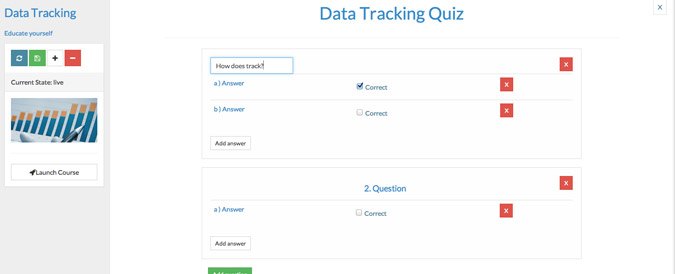 Data Tracking
Educate yourself
Current State: live
Launch Course
Data Tracking Quiz
x
How does track?
X
a ) Answer
Correct
X
b ) Answer
Correct
X
Add answer
2. Question
X
a ) Answer
Correct
X
Add answer